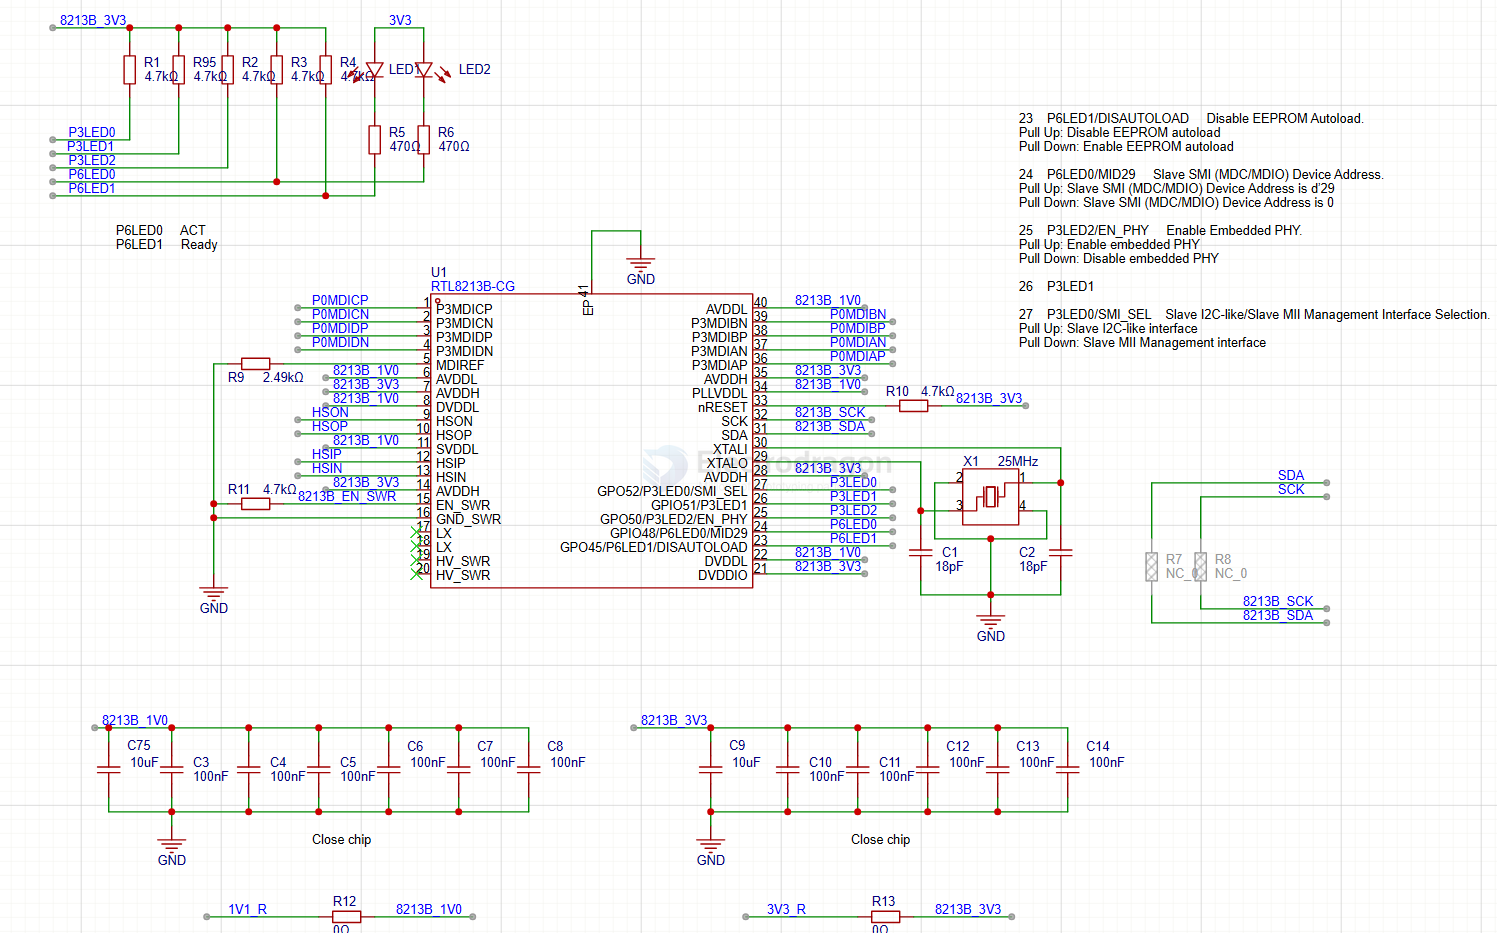 8213B_3V3
3V3
R1
4.7kΩ
R95
4.7kΩ
R2
4.7kΩ
R3
4.7kΩ
R4
4.7kΩ
LED1
LED2
R5
470Ω
R6
470Ω
P3LED0
P3LED1
P3LED2
P6LED0
P6LED1
P6LED0 ACT
P6LED1 Ready
23 P6LED1/DISAUTOLOAD Disable EEPROM Autoload.
Pull Up: Disable EEPROM autoload
Pull Down: Enable EEPROM autoload
24 P6LED0/MID29 Slave SMI (MDC/MDIO) Device Address.
Pull Up: Slave SMI (MDC/MDIO) Device Address is d'29
Pull Down: Slave SMI (MDC/MDIO) Device Address is 0
25 P3LED2/EN_PHY Enable Embedded PHY.
Pull Up: Enable embedded PHY
Pull Down: Disable embedded PHY
26 P3LED1
27 P3LED0/SMI_SEL Slave I2C-like/Slave MII Management Interface Selection.
Pull Up: Slave I2C-like interface
Pull Down: Slave MII Management interface
U1
RTL8213B-CG
EP 41
GND
P0MDICP 1 P3MDICP
P0MDICN 2 P3MDICN
P0MDIDP 3 P3MDIDP
P0MDIDN 4 P3MDIDN
5 MDIREF
R9 2.49kΩ
8213B_1V0 6 AVDDL
8213B_3V3 7 AVDDH
8213B_1V0 8 DVDDL
HSON 9 HSON
HSOP 10 HSOP
8213B_1V0 11 SVDDL
HSIP 12 HSIP
HSIN 13 HSIN
8213B_3V3 14 AVDDH
R11 4.7kΩ
8213B_EN_SWR 15 EN_SWR
16 GND_SWR
17 LX
18 LX
19 HV_SWR
20 HV_SWR
GND
AVDDL 40 8213B_1V0
P3MDIBN 39 P0MDIBN
P3MDIBP 38 P0MDIBP
P3MDIAN 37 P0MDIAN
P3MDIAP 36 P0MDIAP
AVDDH 35 8213B_3V3
PLLVDDL 34 8213B_1V0
nRESET 33
R10 4.7kΩ
8213B_3V3
SCK 32 8213B_SCK
SDA 31 8213B_SDA
XTALI 30
XTALO 29
AVDDH 28 8213B_3V3
GPO52/P3LED0/SMI_SEL 27 P3LED0
GPIO51/P3LED1 26 P3LED1
GPO50/P3LED2/EN_PHY 25 P3LED2
GPIO48/P6LED0/MID29 24 P6LED0
GPO45/P6LED1/DISAUTOLOAD 23 P6LED1
DVDDL 22 8213B_1V0
DVDDIO 21 8213B_3V3
X1 25MHz
2 1
3 4
C1
18pF
C2
18pF
GND
SDA
SCK
R7
NC_0
R8
NC_0
8213B_SCK
8213B_SDA
8213B_1V0
C75
10uF
C3
100nF
C4
100nF
C5
100nF
C6
100nF
C7
100nF
C8
100nF
GND
Close chip
8213B_3V3
C9
10uF
C10
100nF
C11
100nF
C12
100nF
C13
100nF
C14
100nF
GND
Close chip
1V1_R R12 8213B_1V0
0Ω
3V3_R R13 8213B_3V3
0Ω